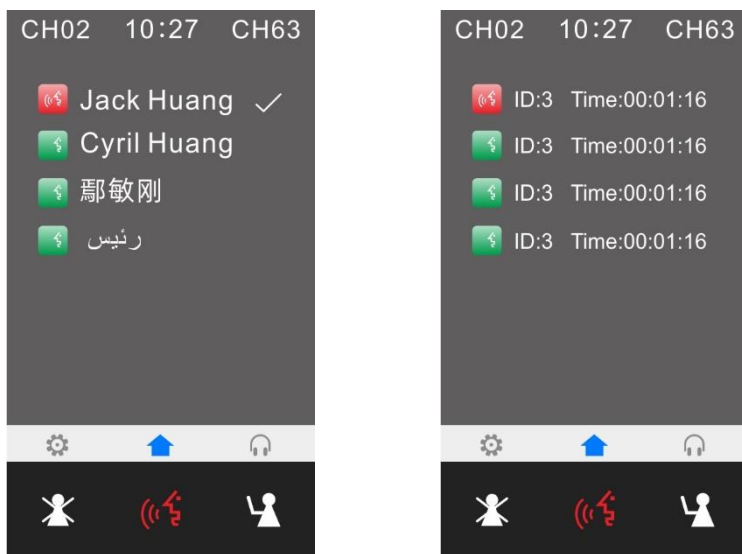 CH02 10:27 CH63
Jack Huang
Cyril Huang
鄢敏刚
رئيس
CH02 10:27 CH63
ID:3 Time:00:01:16
ID:3 Time:00:01:16
ID:3 Time:00:01:16
ID:3 Time:00:01:16